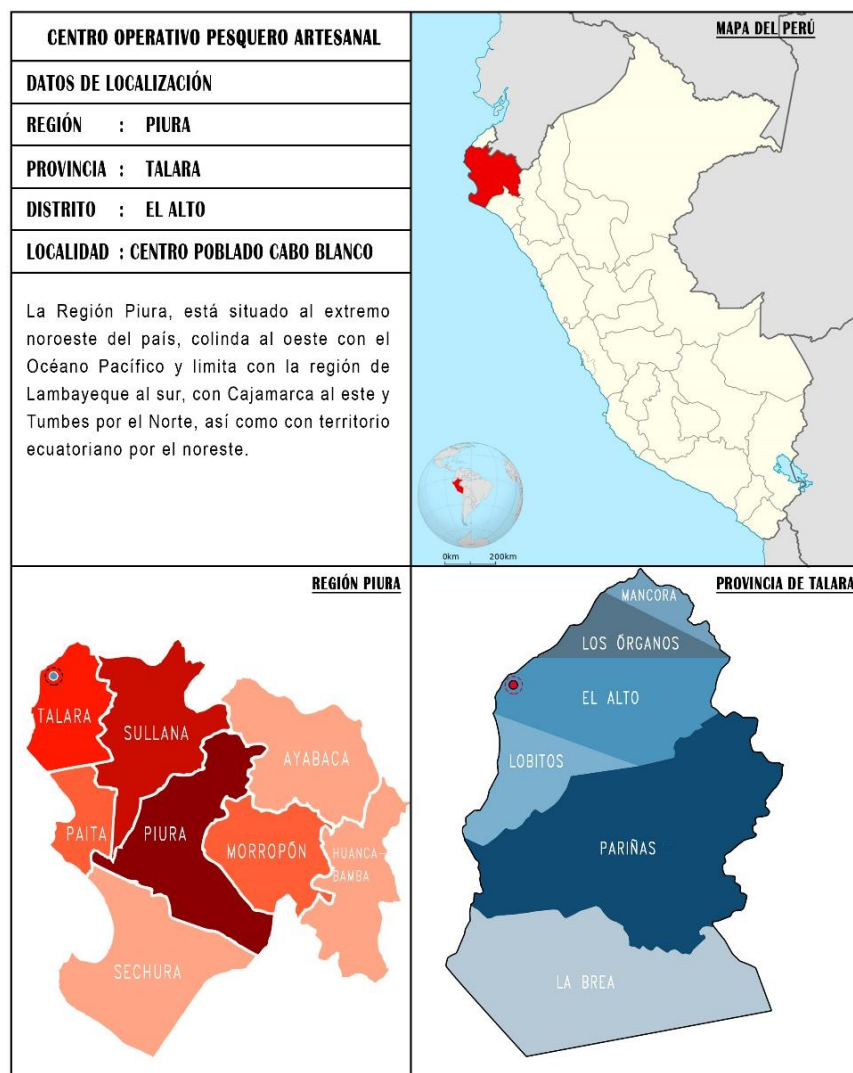 CENTRO OPERATIVO PESQUERO ARTESANAL
DATOS DE LOCALIZACIÓN
REGIÓN : PIURA
PROVINCIA : TALARA
DISTRITO : EL ALTO
LOCALIDAD : CENTRO POBLADO CABO BLANCO
La Región Piura, está situado al extremo
noroeste del país, colinda al oeste con el
Océano Pacífico y limita con la región de
Lambayeque al sur, con Cajamarca al este y
Tumbes por el Norte, así como con territorio
ecuatoriano por el noreste.
MAPA DEL PERÚ
0km 200km
REGIÓN PIURA
TALARA
SULLANA
AYABACA
PAITA
PIURA
MORROPÓN
HUANCA-
BAMBA
SECHURA
PROVINCIA DE TALARA
MANCORA
LOS ÓRGANOS
EL ALTO
LOBITOS
PARIÑAS
LA BREA